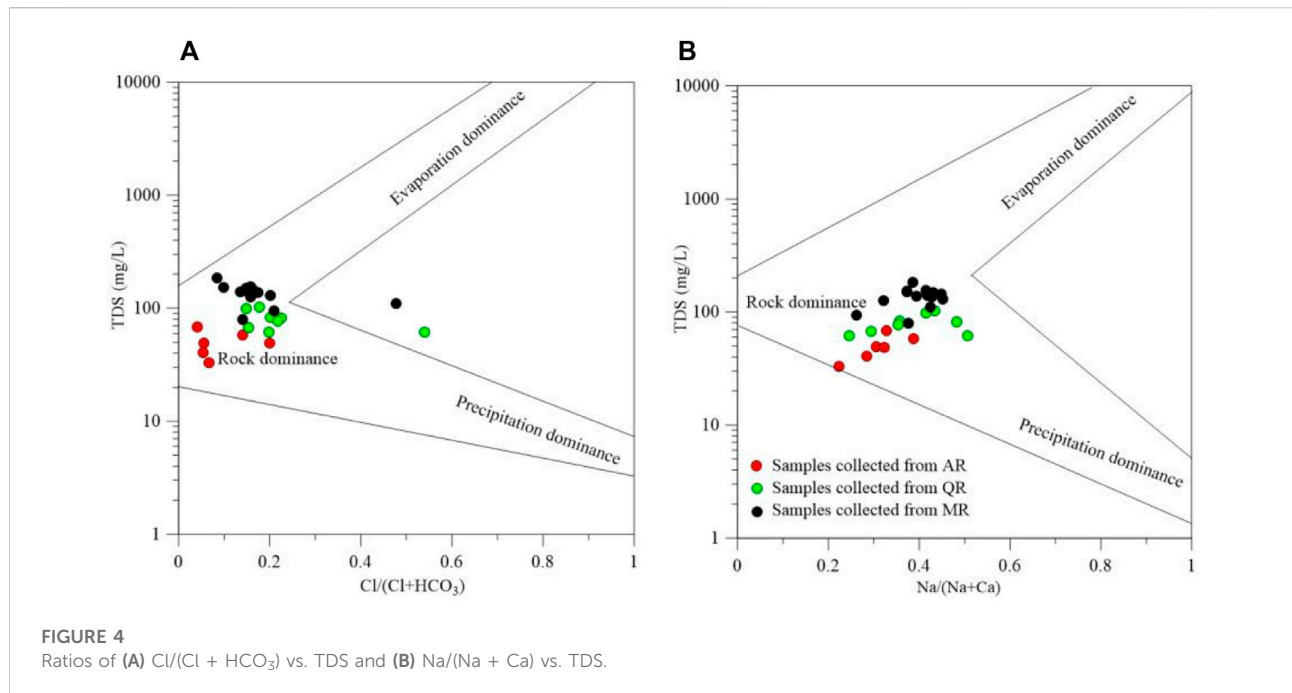 A
10000
1000
100
10
1
TDS (mg/L)
0
0.2
0.4
0.6
0.8
1
Cl/(Cl+HCO₃)
Evaporation dominance
Rock dominance
Precipitation dominance
B
10000
1000
100
10
1
TDS (mg/L)
0
0.2
0.4
0.6
0.8
1
Na/(Na+Ca)
Evaporation dominance
Rock dominance
Precipitation dominance
Samples collected from AR
Samples collected from QR
Samples collected from MR
FIGURE 4
Ratios of (A) Cl/(Cl + HCO₃) vs. TDS and (B) Na/(Na + Ca) vs. TDS.